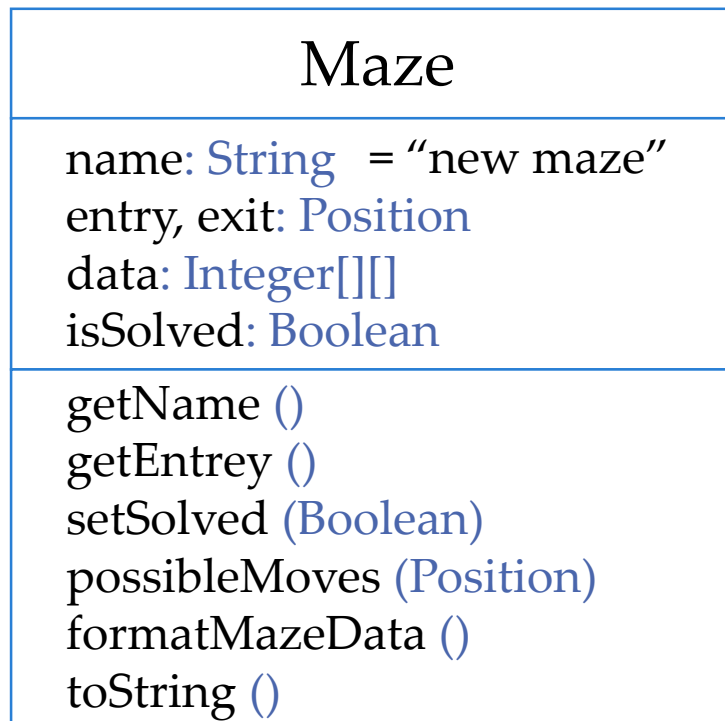 Maze
name: String = “new maze”
entry, exit: Position
data: Integer[][]
isSolved: Boolean
getName ()
getEntrey ()
setSolved (Boolean)
possibleMoves (Position)
formatMazeData ()
toString ()